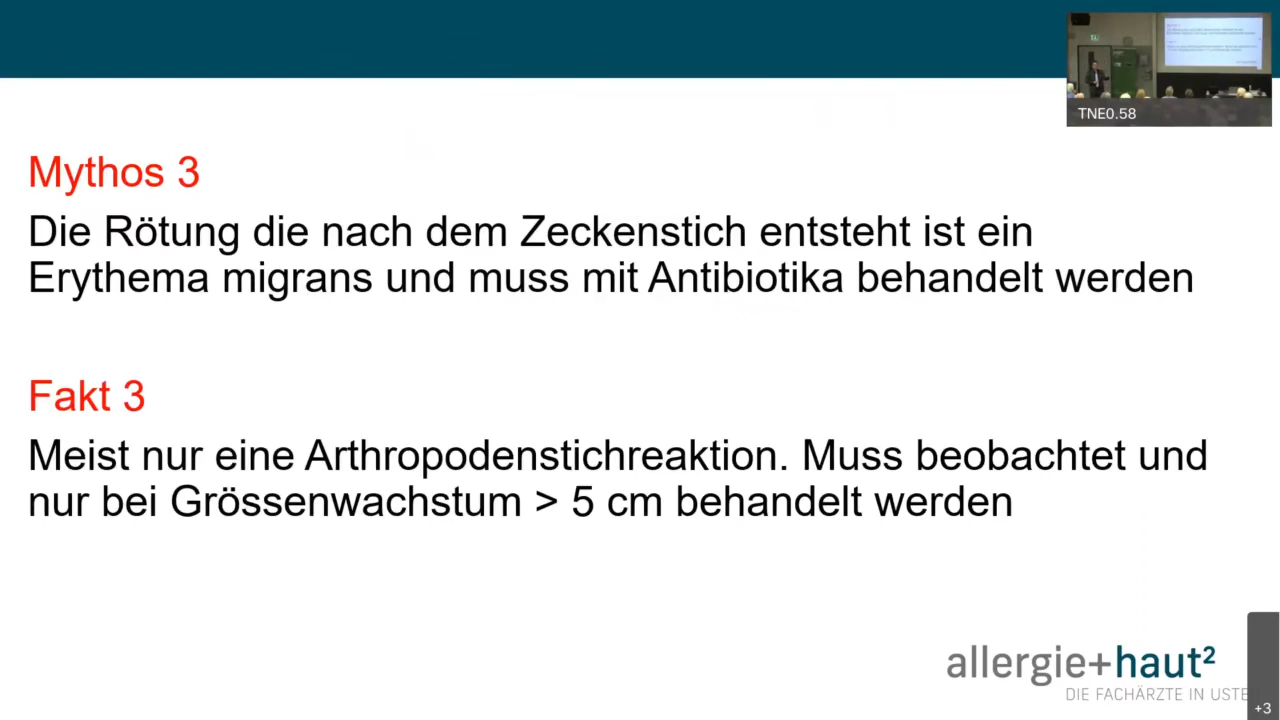 TNE0.58
Mythos 3
Die Rötung die nach dem Zeckenstich entsteht ist ein
Erythema migrans und muss mit Antibiotika behandelt werden
Fakt 3
Meist nur eine Arthropodenstichreaktion. Muss beobachtet und
nur bei Grössenwachstum > 5 cm behandelt werden
allergie+haut²
DIE FACHÄRZTE IN USTE
+3